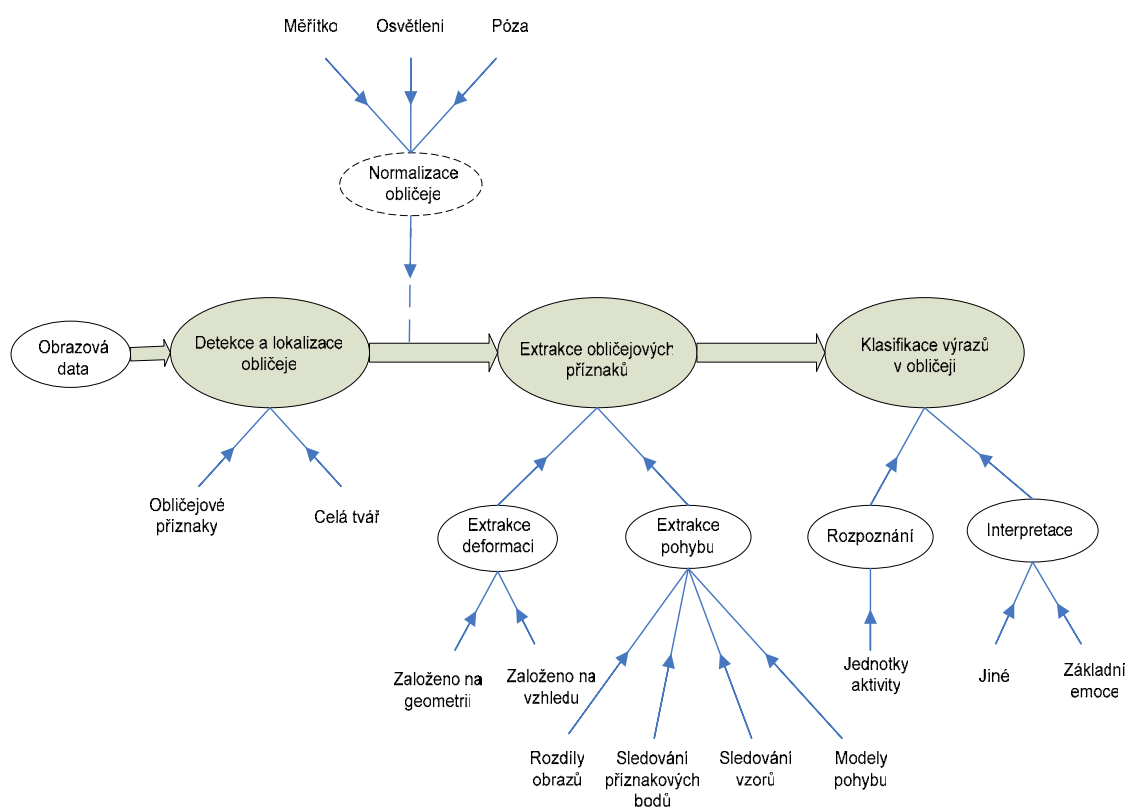 Měřítko
Osvětlení
Póza
Normalizace
obličeje
Obrazová
data
Detekce a lokalizace
obličeje
Extrakce obličejových
příznaků
Klasifikace výrazů
v obličeji
Obličejové
příznaky
Celá tvář
Extrakce
deformací
Extrakce
pohybu
Rozpoznání
Interpretace
Založeno na
geometrii
Založeno na
vzhledu
Jednotky
aktivity
Jiné
Základní
emoce
Rozdíly
obrazů
Sledování
příznakových
bodů
Sledování
vzorů
Modely
pohybu